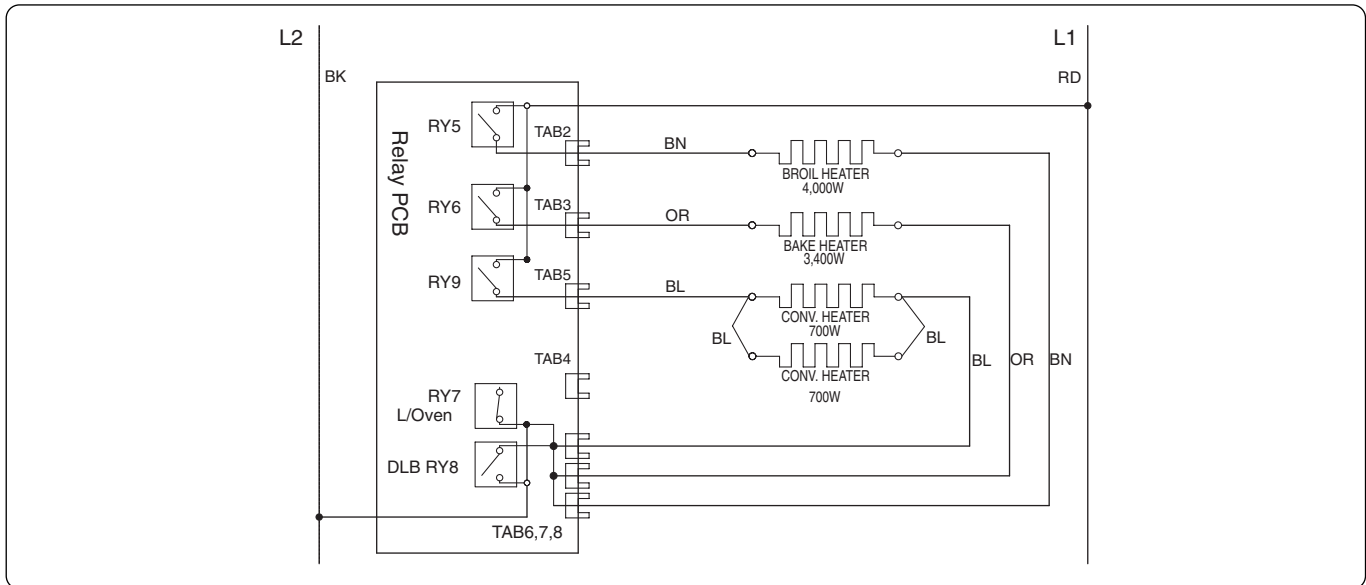 L2
L1
BK
RD
Relay PCB
RY5
TAB2
BN
BROIL HEATER
4,000W
RY6
TAB3
OR
BAKE HEATER
3,400W
RY9
TAB5
BL
CONV. HEATER
700W
BL
BL
CONV. HEATER
700W
BL
OR
BN
TAB4
RY7
L/Oven
DLB RY8
TAB6,7,8